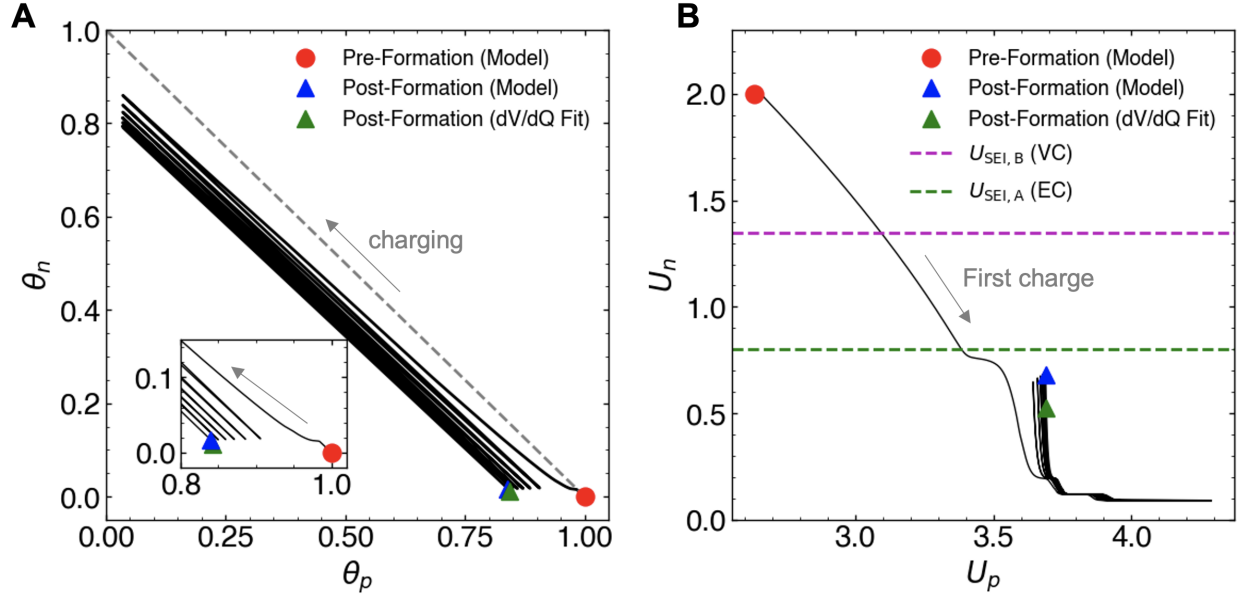 A
1.0
0.8
0.6
0.4
0.2
0.0
θn
Pre-Formation (Model)
Post-Formation (Model)
Post-Formation (dV/dQ Fit)
charging
0.1
0.0
0.8
1.0
0.00
0.25
0.50
0.75
1.00
θp
B
2.0
1.5
1.0
0.5
0.0
Un
Pre-Formation (Model)
Post-Formation (Model)
Post-Formation (dV/dQ Fit)
USEI, B (VC)
USEI, A (EC)
First charge
3.0
3.5
4.0
Up